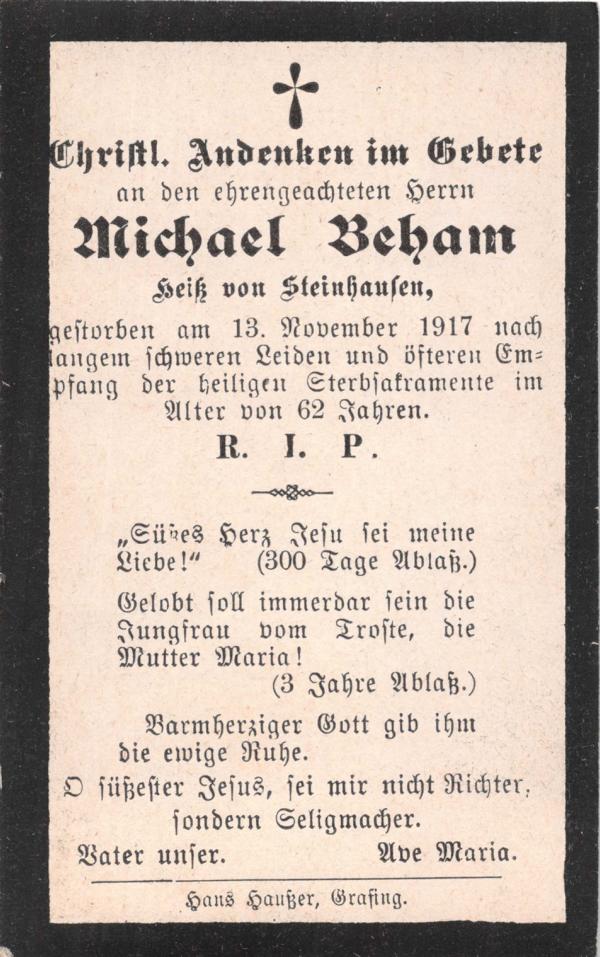 Christl. Andenken im Gebete
an den ehrengeachteten Herrn
Michael Beham
Heiß von Steinhausen,
gestorben am 13. November 1917 nach
langem schweren Leiden und öfteren Em=
pfang der heiligen Sterbsakramente im
Alter von 62 Jahren.
R. I. P.
„Süßes Herz Jesu sei meine
Liebe!“ (300 Tage Ablaß.)
Gelobt soll immerdar sein die
Jungfrau vom Troste, die
Mutter Maria!
(3 Jahre Ablaß.)
Barmherziger Gott gib ihm
die ewige Ruhe.
O süßester Jesus, sei mir nicht Richter,
sondern Seligmacher.
Vater unser. Ave Maria.
Hans Haußer, Grafing.